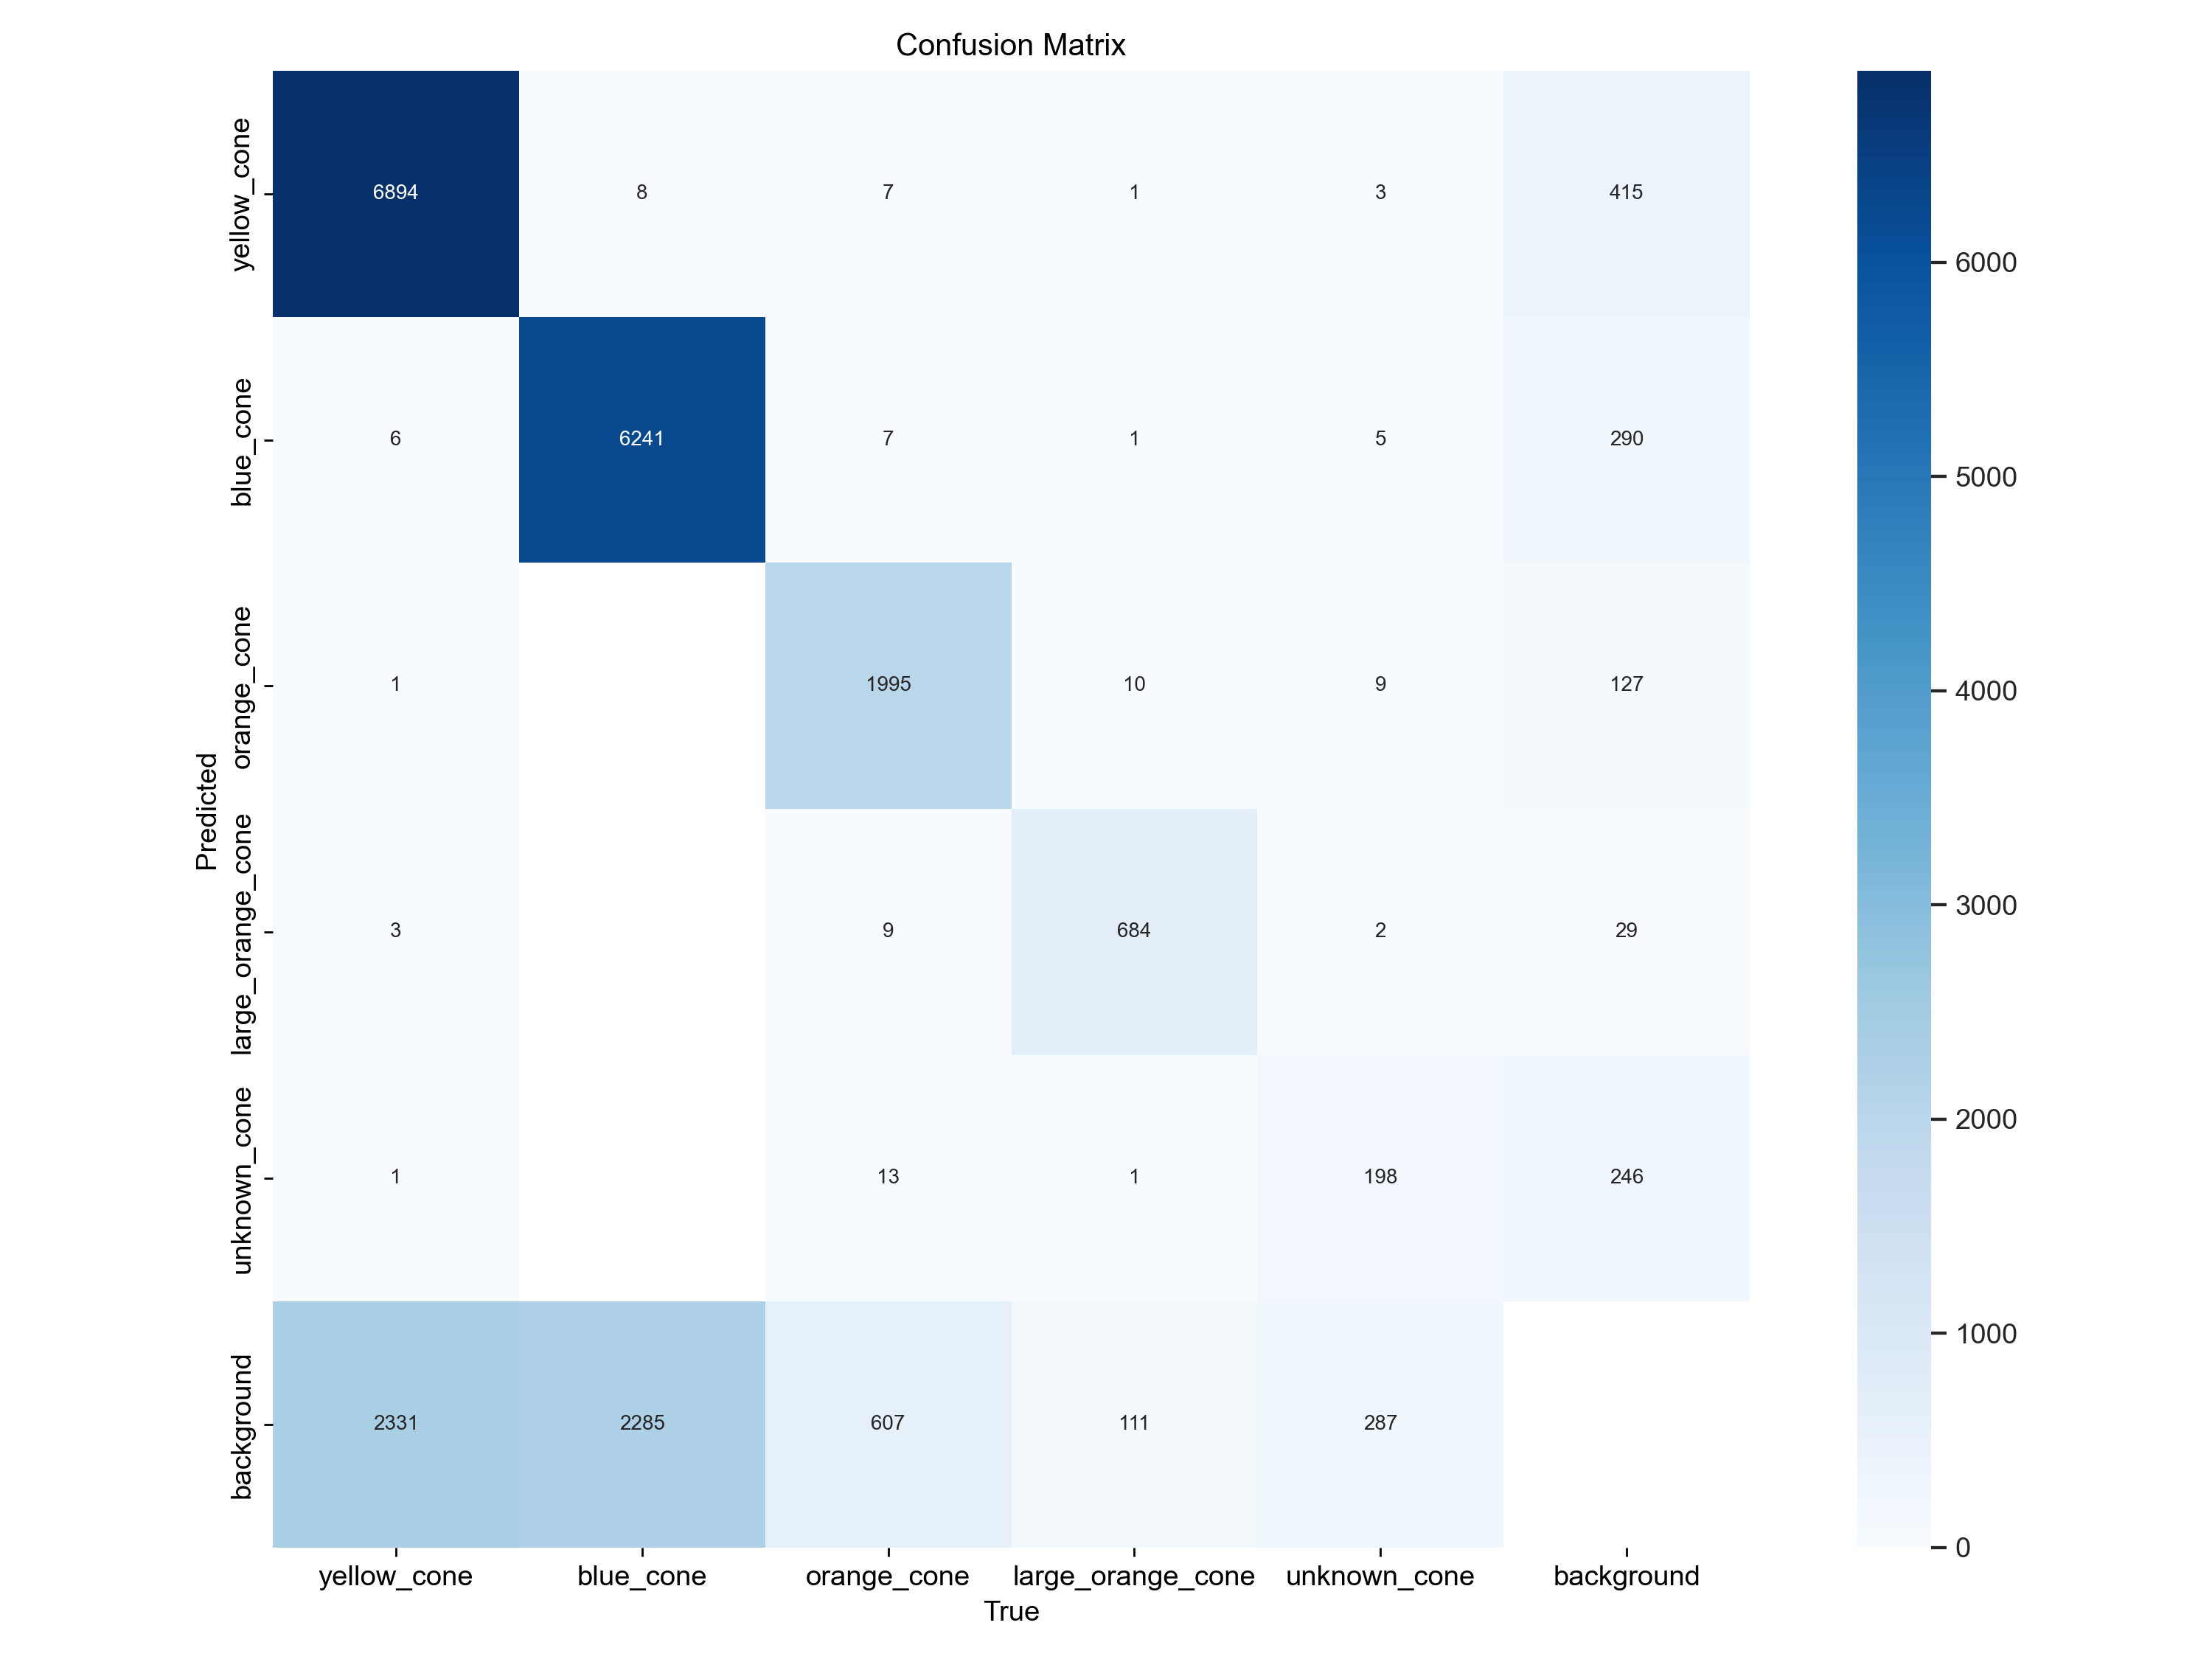 Confusion Matrix
yellow_cone 6894 8 7 1 3 415
blue_cone 6 6241 7 1 5 290
orange_cone 1 1995 10 9 127
large_orange_cone 3 9 684 2 29
unknown_cone 1 13 1 198 246
background 2331 2285 607 111 287
Predicted
yellow_cone blue_cone orange_cone large_orange_cone unknown_cone background
True
6000
5000
4000
3000
2000
1000
0